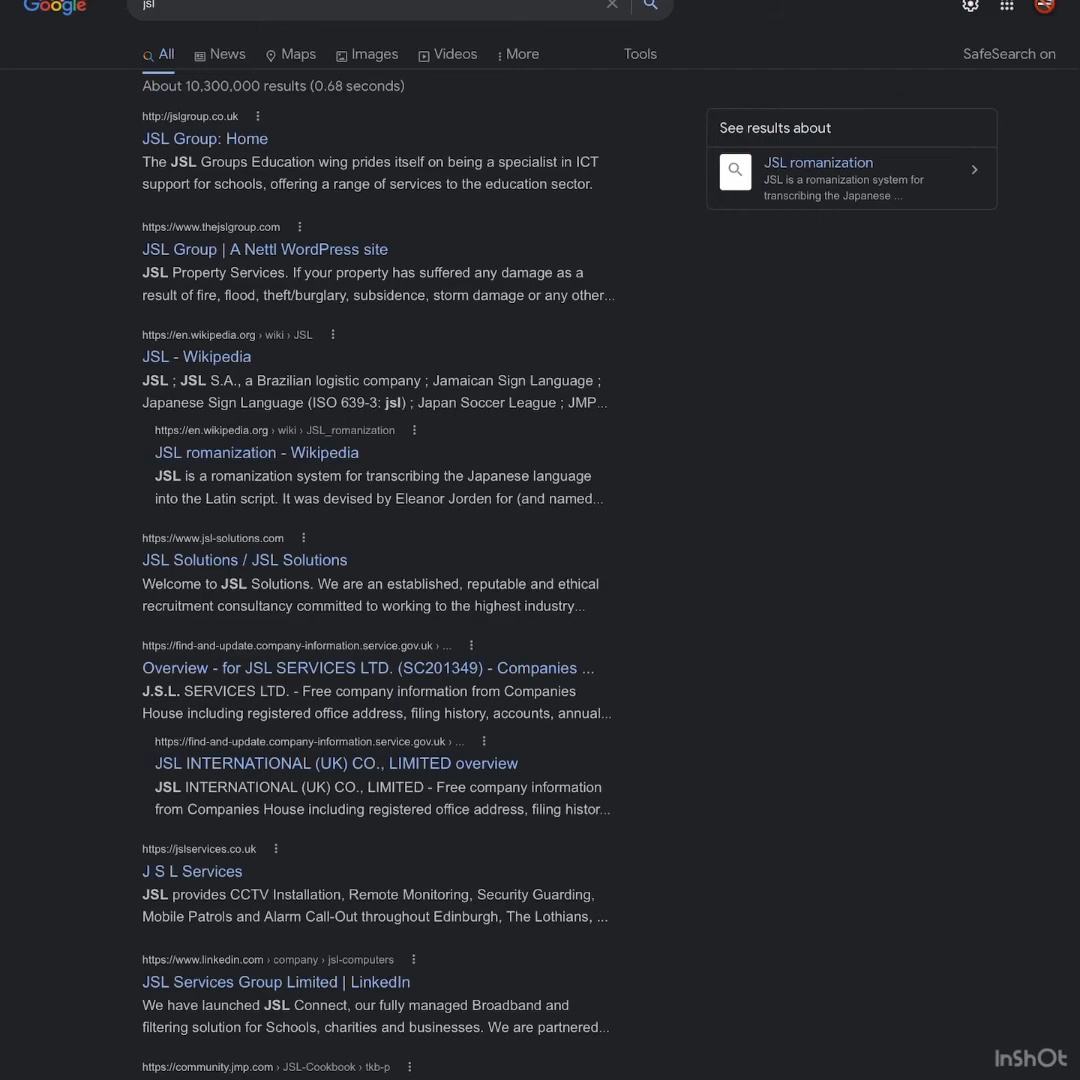 Google
jsl
All
News
Maps
Images
Videos
More
Tools
SafeSearch on
About 10,300,000 results (0.68 seconds)
http://jslgroup.co.uk
JSL Group: Home
The JSL Groups Education wing prides itself on being a specialist in ICT
support for schools, offering a range of services to the education sector.
https://www.thejslgroup.com
JSL Group | A Nettl WordPress site
JSL Property Services. If your property has suffered any damage as a
result of fire, flood, theft/burglary, subsidence, storm damage or any other...
https://en.wikipedia.org › wiki › JSL
JSL - Wikipedia
JSL ; JSL S.A., a Brazilian logistic company ; Jamaican Sign Language ;
Japanese Sign Language (ISO 639-3: jsl) ; Japan Soccer League ; JMP...
https://en.wikipedia.org › wiki › JSL_romanization
JSL romanization - Wikipedia
JSL is a romanization system for transcribing the Japanese language
into the Latin script. It was devised by Eleanor Jorden for (and named...
https://www.jsl-solutions.com
JSL Solutions / JSL Solutions
Welcome to JSL Solutions. We are an established, reputable and ethical
recruitment consultancy committed to working to the highest industry...
https://find-and-update.company-information.service.gov.uk › ...
Overview - for JSL SERVICES LTD. (SC201349) - Companies ...
J.S.L. SERVICES LTD. - Free company information from Companies
House including registered office address, filing history, accounts, annual...
https://find-and-update.company-information.service.gov.uk › ...
JSL INTERNATIONAL (UK) CO., LIMITED overview
JSL INTERNATIONAL (UK) CO., LIMITED - Free company information
from Companies House including registered office address, filing histor...
https://jslservices.co.uk
J S L Services
JSL provides CCTV Installation, Remote Monitoring, Security Guarding,
Mobile Patrols and Alarm Call-Out throughout Edinburgh, The Lothians, ...
https://www.linkedin.com › company › jsl-computers
JSL Services Group Limited | LinkedIn
We have launched JSL Connect, our fully managed Broadband and
filtering solution for Schools, charities and businesses. We are partnered...
https://community.jmp.com › JSL-Cookbook › tkb-p
See results about
JSL romanization
JSL is a romanization system for
transcribing the Japanese ...
InShOt